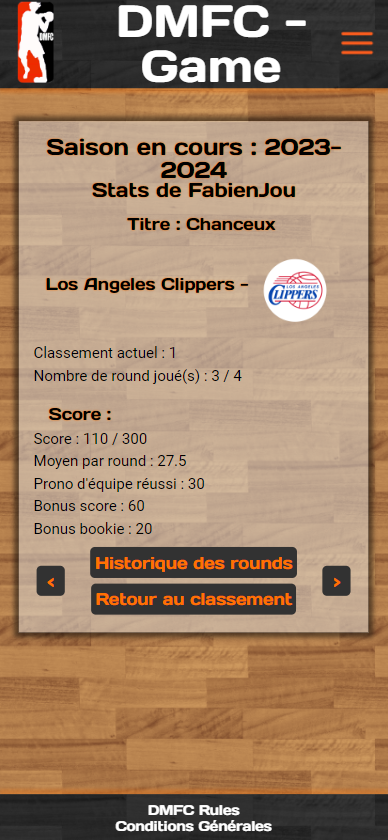 DMFC
DMFC -
Game
Saison en cours : 2023-
2024
Stats de FabienJou
Titre : Chanceux
Los Angeles Clippers -
LOS ANGELES
CLIPPERS
Classement actuel : 1
Nombre de round joué(s) : 3 / 4
Score :
Score : 110 / 300
Moyen par round : 27.5
Prono d'équipe réussi : 30
Bonus score : 60
Bonus bookie : 20
Historique des rounds
< >
Retour au classement
DMFC Rules
Conditions Générales